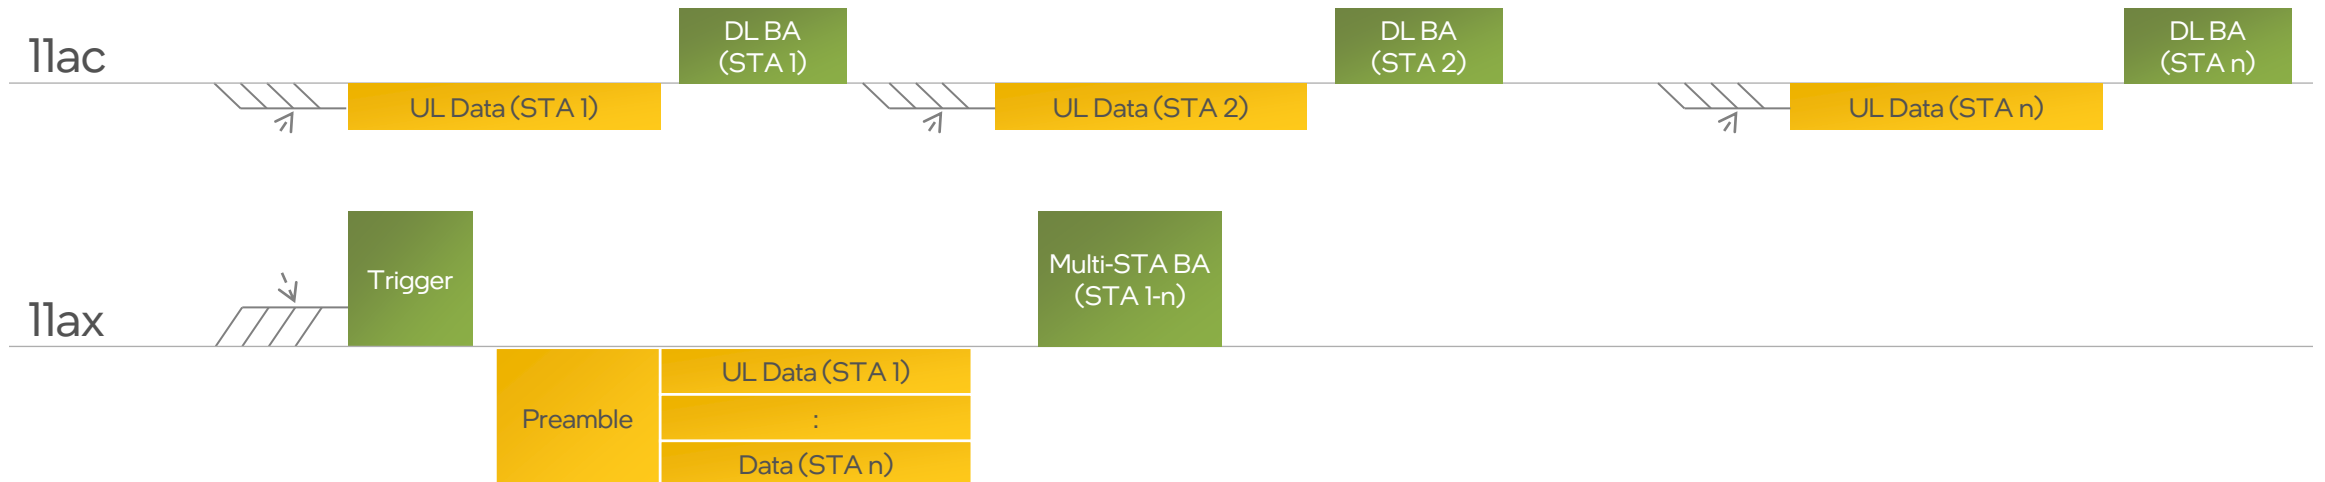 11ac
DL BA
(STA 1)
DL BA
(STA 2)
DL BA
(STA n)
UL Data (STA 1)
UL Data (STA 2)
UL Data (STA n)
11ax
Trigger
Multi-STA BA
(STA 1-n)
Preamble
UL Data (STA 1)
:
Data (STA n)